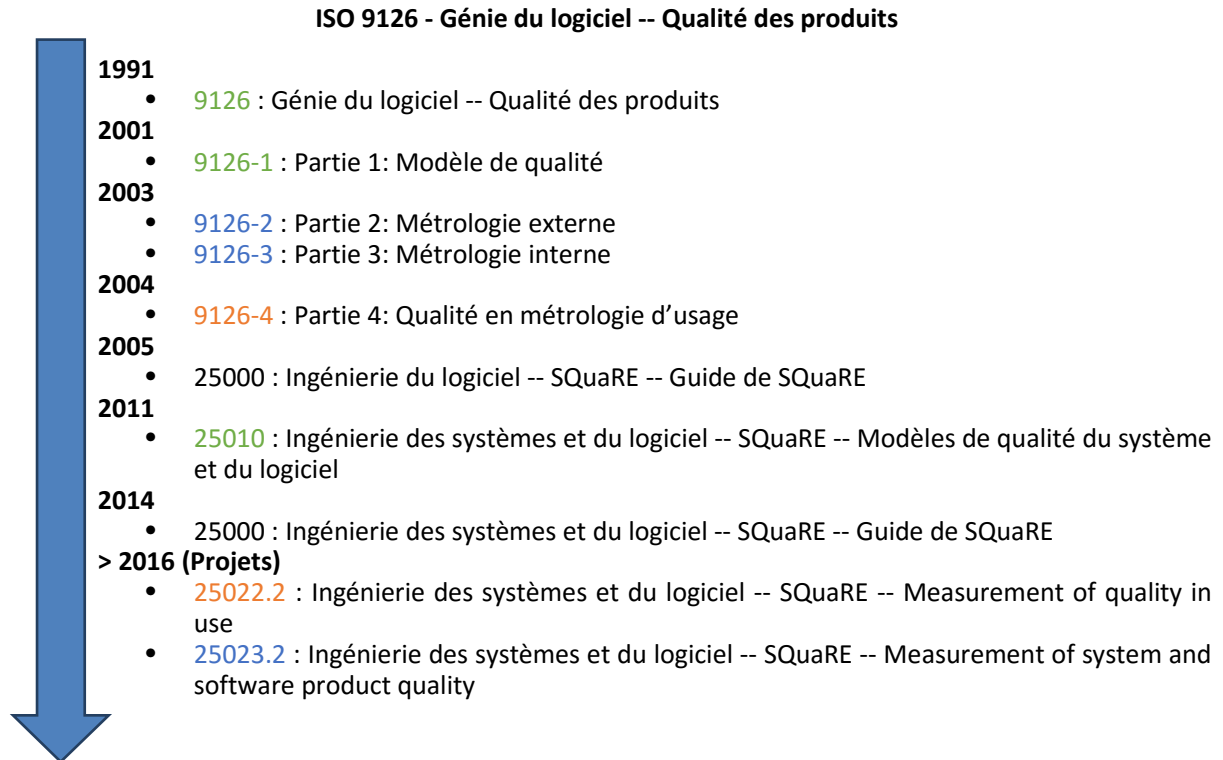 ISO 9126 - Génie du logiciel -- Qualité des produits
1991
• 9126 : Génie du logiciel -- Qualité des produits
2001
• 9126-1 : Partie 1: Modèle de qualité
2003
• 9126-2 : Partie 2: Métrologie externe
• 9126-3 : Partie 3: Métrologie interne
2004
• 9126-4 : Partie 4: Qualité en métrologie d’usage
2005
• 25000 : Ingénierie du logiciel -- SQuaRE -- Guide de SQuaRE
2011
• 25010 : Ingénierie des systèmes et du logiciel -- SQuaRE -- Modèles de qualité du système
et du logiciel
2014
• 25000 : Ingénierie des systèmes et du logiciel -- SQuaRE -- Guide de SQuaRE
> 2016 (Projets)
• 25022.2 : Ingénierie des systèmes et du logiciel -- SQuaRE -- Measurement of quality in
use
• 25023.2 : Ingénierie des systèmes et du logiciel -- SQuaRE -- Measurement of system and
software product quality